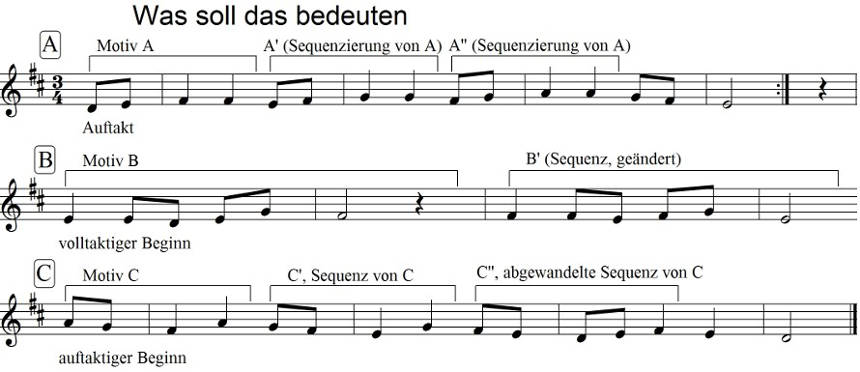 Was soll das bedeuten
A Motiv A A' (Sequenzierung von A) A'' (Sequenzierung von A)
3
4
Auftakt
B Motiv B B' (Sequenz, geändert)
volltaktiger Beginn
C Motiv C C', Sequenz von C C'', abgewandelte Sequenz von C
auftaktiger Beginn